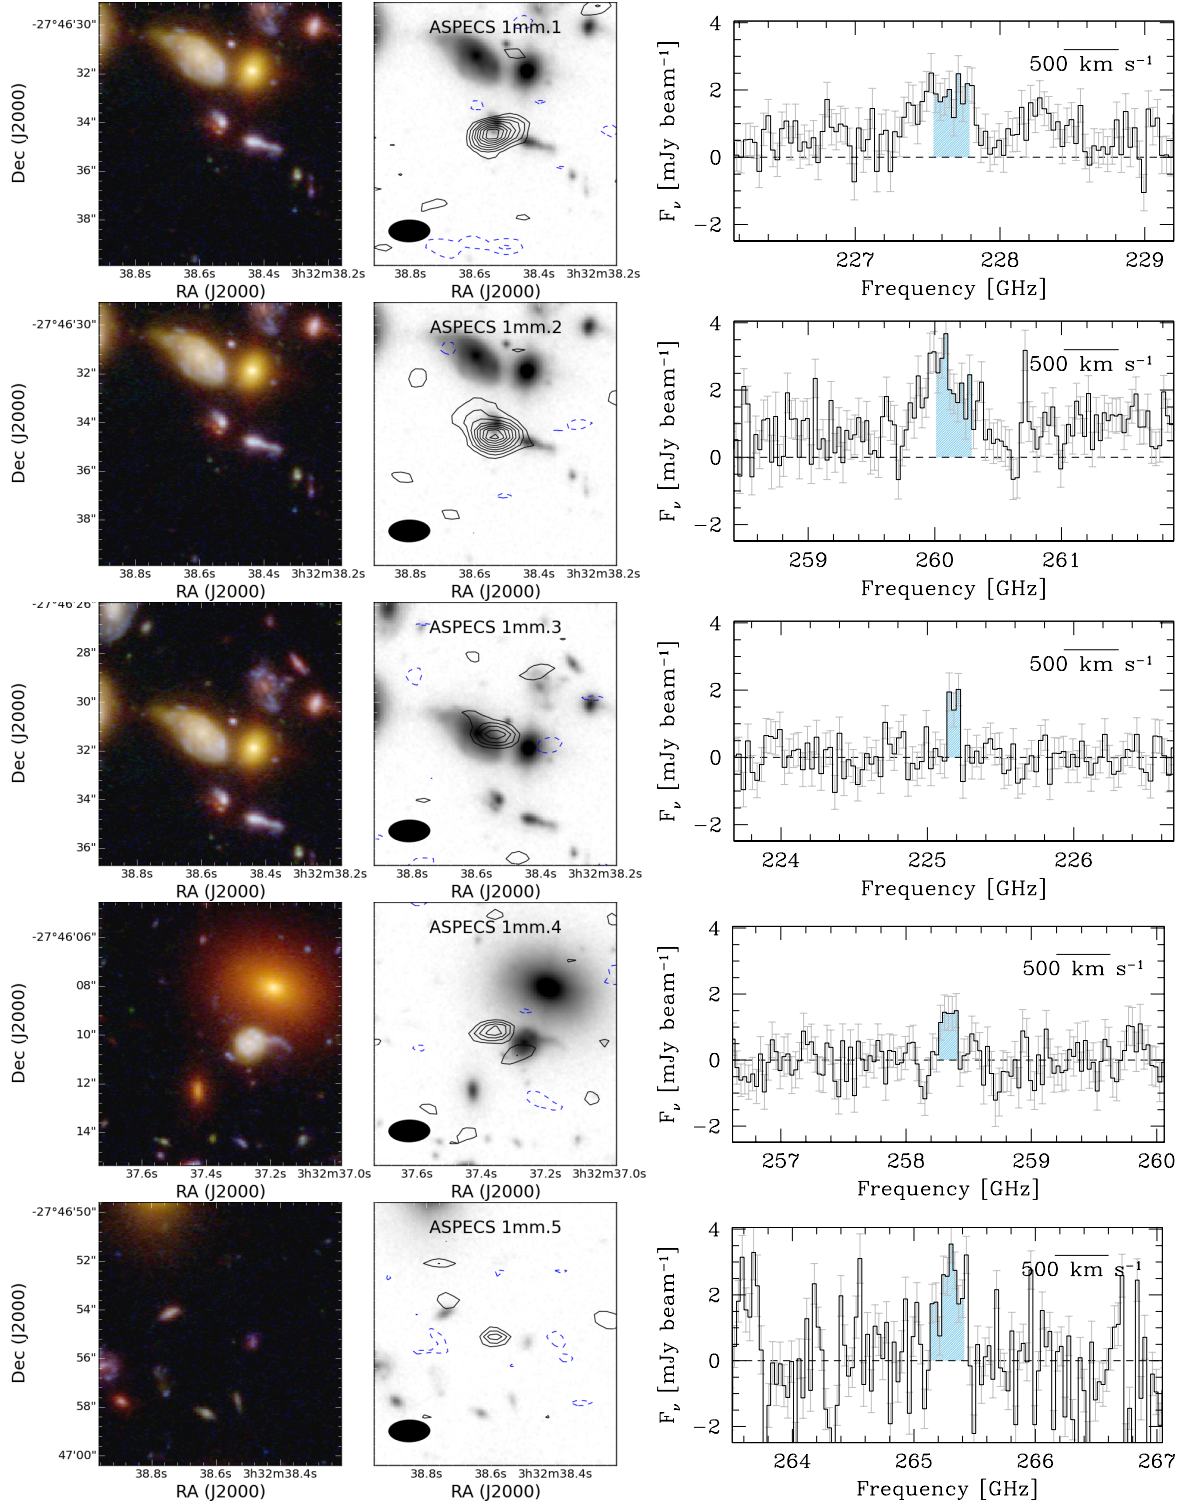 -27°46'30" ASPECS 1mm.1
32"
34"
36"
38"
Dec (J2000)
38.8s 38.6s 38.4s 3h32m38.2s
RA (J2000)
38.8s 38.6s 38.4s 3h32m38.2s
RA (J2000)
4
2
0
−2
Fν [mJy beam−1]
500 km s−1
227 228 229
Frequency [GHz]
-27°46'30" ASPECS 1mm.2
32"
34"
36"
38"
Dec (J2000)
38.8s 38.6s 38.4s 3h32m38.2s
RA (J2000)
38.8s 38.6s 38.4s 3h32m38.2s
RA (J2000)
4
2
0
−2
Fν [mJy beam−1]
500 km s−1
259 260 261
Frequency [GHz]
-27°46'26" ASPECS 1mm.3
28"
30"
32"
34"
36"
Dec (J2000)
38.8s 38.6s 38.4s 3h32m38.2s
RA (J2000)
38.8s 38.6s 38.4s 3h32m38.2s
RA (J2000)
4
2
0
−2
Fν [mJy beam−1]
500 km s−1
224 225 226
Frequency [GHz]
-27°46'06" ASPECS 1mm.4
08"
10"
12"
14"
Dec (J2000)
37.6s 37.4s 37.2s 3h32m37.0s
RA (J2000)
37.6s 37.4s 37.2s 3h32m37.0s
RA (J2000)
4
2
0
−2
Fν [mJy beam−1]
500 km s−1
257 258 259 260
Frequency [GHz]
-27°46'50" ASPECS 1mm.5
52"
54"
56"
58"
47'00"
Dec (J2000)
38.8s 38.6s 3h32m38.4s
RA (J2000)
38.8s 38.6s 3h32m38.4s
RA (J2000)
4
2
0
−2
Fν [mJy beam−1]
500 km s−1
264 265 266 267
Frequency [GHz]